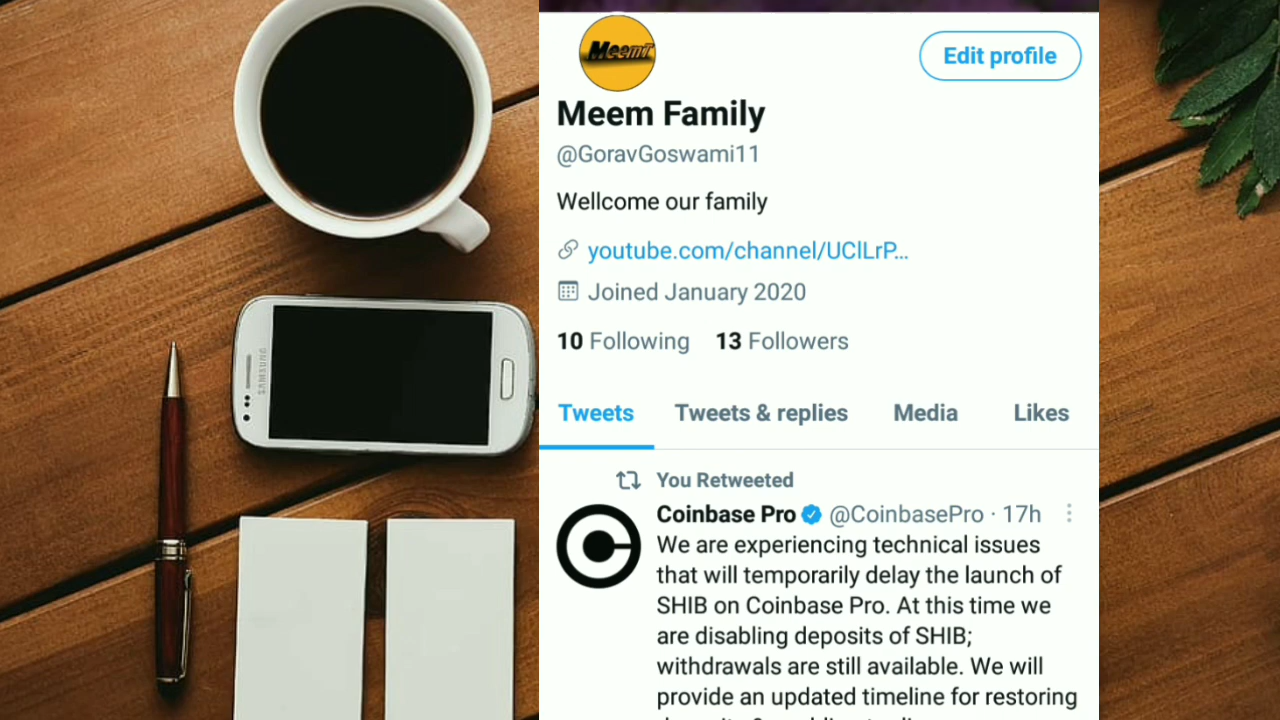 Meemr
Edit profile
Meem Family
@GoravGoswami11
Wellcome our family
youtube.com/channel/UClLrP...
Joined January 2020
10 Following 13 Followers
Tweets Tweets & replies Media Likes
You Retweeted
Coinbase Pro @CoinbasePro · 17h
We are experiencing technical issues
that will temporarily delay the launch of
SHIB on Coinbase Pro. At this time we
are disabling deposits of SHIB;
withdrawals are still available. We will
provide an updated timeline for restoring
SAMSUNG